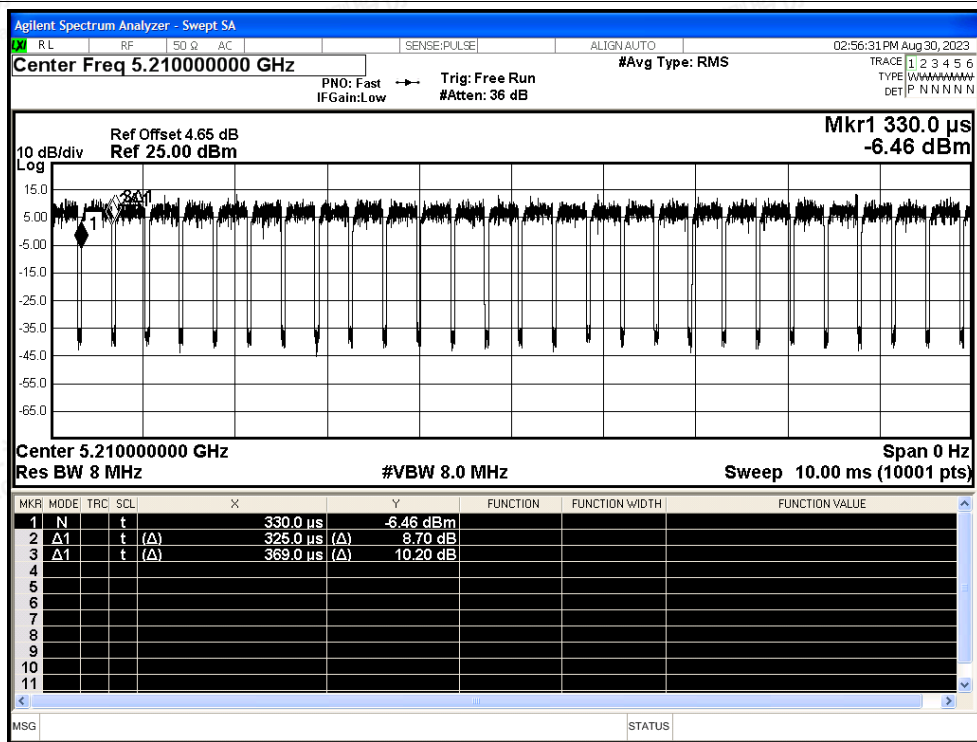 Agilent Spectrum Analyzer - Swept SA
LXI RL RF 50 Ω AC SENSE:PULSE ALIGN AUTO 02:56:31 PM Aug 30, 2023
Center Freq 5.210000000 GHz #Avg Type: RMS TRACE 1 2 3 4 5 6
PNO: Fast Trig: Free Run TYPE
IFGain:Low #Atten: 36 dB DET P N N N N N
Mkr1 330.0 µs
Ref Offset 4.65 dB
10 dB/div Ref 25.00 dBm -6.46 dBm
Log
15.0
5.00
1
-5.00
-15.0
-25.0
-35.0
-45.0
-55.0
-65.0
Center 5.210000000 GHz Span 0 Hz
Res BW 8 MHz #VBW 8.0 MHz Sweep 10.00 ms (10001 pts)
MKR MODE TRC SCL X Y FUNCTION FUNCTION WIDTH FUNCTION VALUE
1 N t 330.0 µs -6.46 dBm
2 Δ1 t (Δ) 325.0 µs (Δ) 8.70 dB
3 Δ1 t (Δ) 369.0 µs (Δ) 10.20 dB
4
5
6
7
8
9
10
11
MSG STATUS